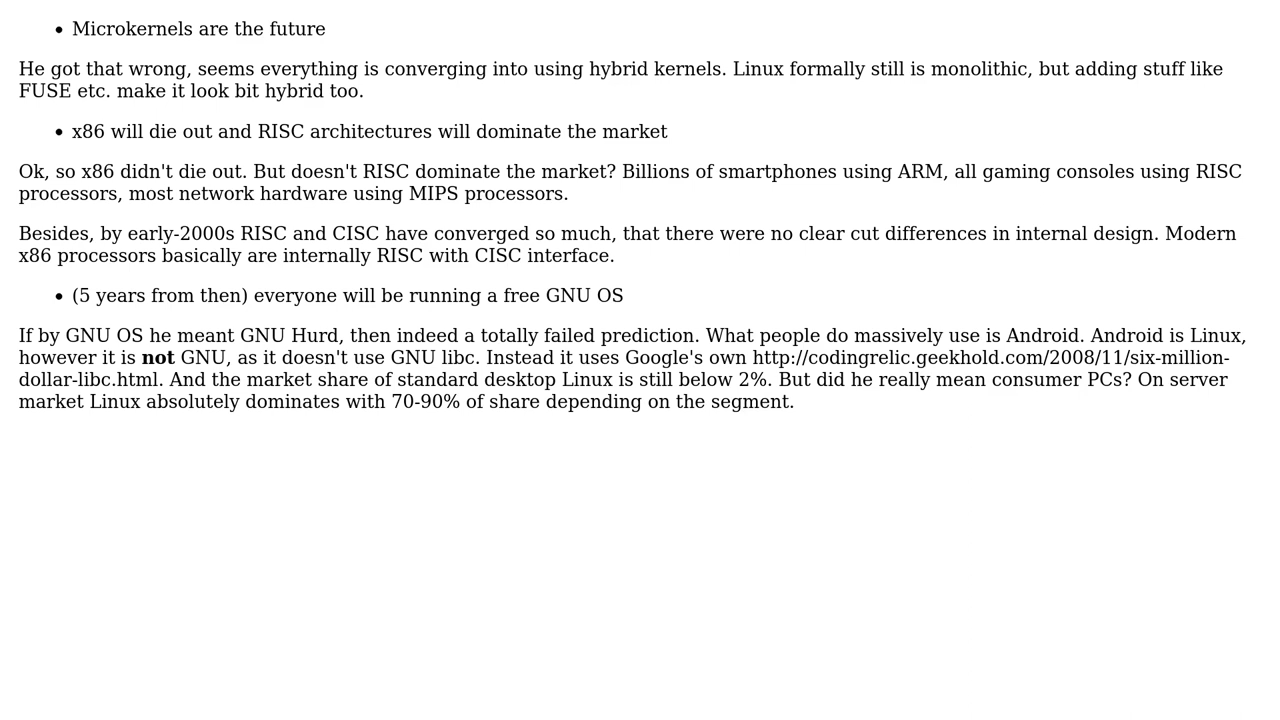 • Microkernels are the future
He got that wrong, seems everything is converging into using hybrid kernels. Linux formally still is monolithic, but adding stuff like
FUSE etc. make it look bit hybrid too.
• x86 will die out and RISC architectures will dominate the market
Ok, so x86 didn't die out. But doesn't RISC dominate the market? Billions of smartphones using ARM, all gaming consoles using RISC
processors, most network hardware using MIPS processors.
Besides, by early-2000s RISC and CISC have converged so much, that there were no clear cut differences in internal design. Modern
x86 processors basically are internally RISC with CISC interface.
• (5 years from then) everyone will be running a free GNU OS
If by GNU OS he meant GNU Hurd, then indeed a totally failed prediction. What people do massively use is Android. Android is Linux,
however it is not GNU, as it doesn't use GNU libc. Instead it uses Google's own http://codingrelic.geekhold.com/2008/11/six-million-
dollar-libc.html. And the market share of standard desktop Linux is still below 2%. But did he really mean consumer PCs? On server
market Linux absolutely dominates with 70-90% of share depending on the segment.